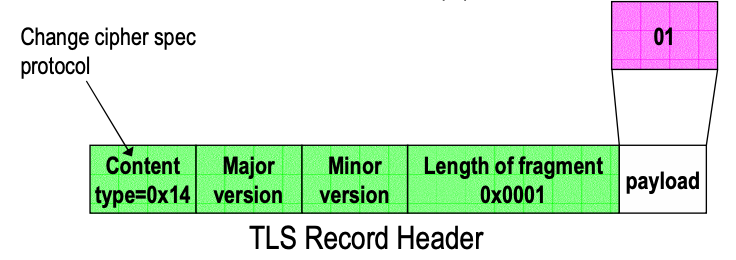 Change cipher spec
protocol
01
Content
type=0x14
Major
version
Minor
version
Length of fragment
0x0001
payload
TLS Record Header